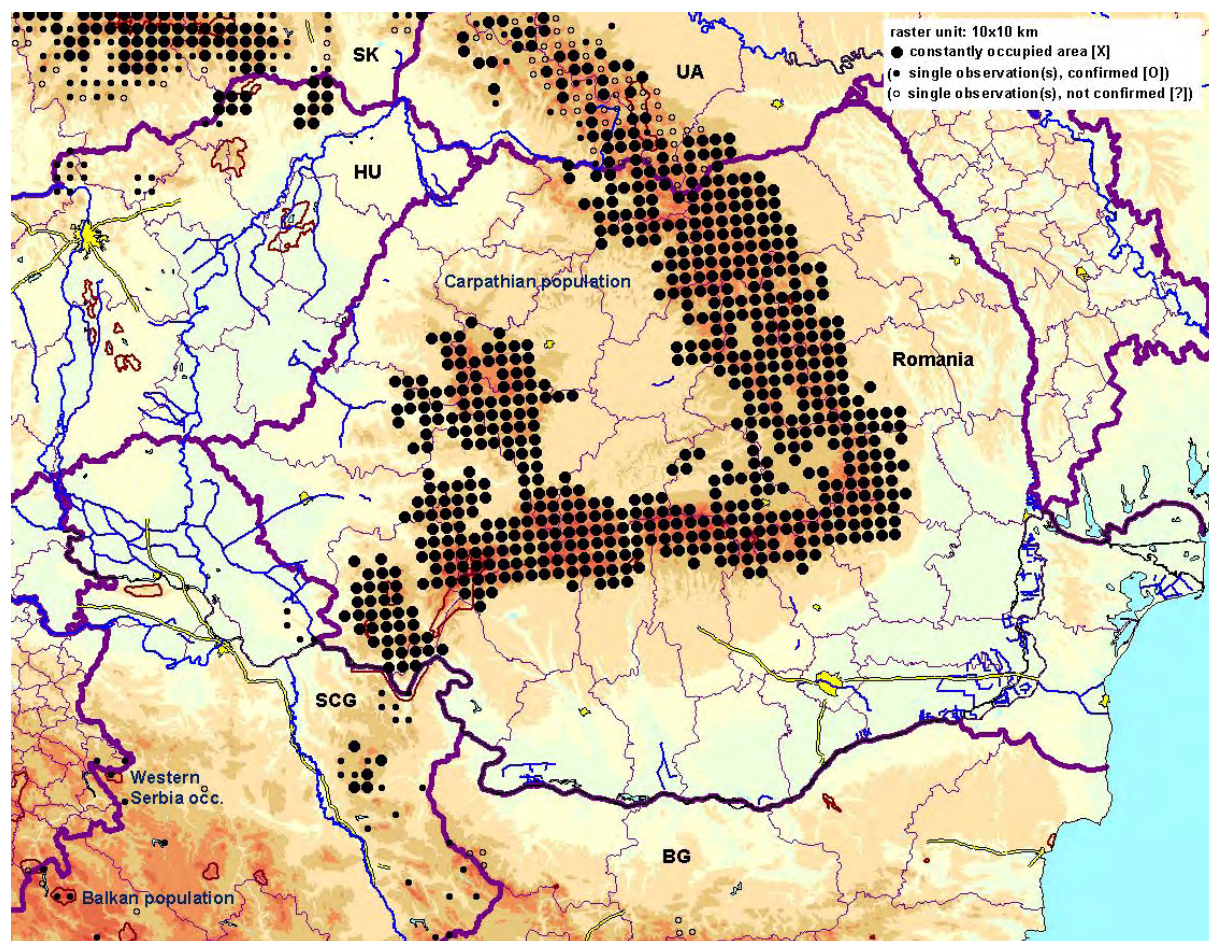 raster unit: 10x10 km
constantly occupied area [X]
(• single observation(s), confirmed [O])
(○ single observation(s), not confirmed [?])
SK
UA
HU
Carpathian population
Romania
SCG
Western
Serbia occ.
BG
Balkan population